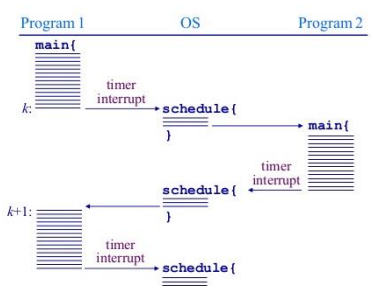 Program 1 OS Program 2
main{
timer
interrupt
k: schedule{
} main{
timer
interrupt
schedule{
k+1: }
timer
interrupt
schedule{